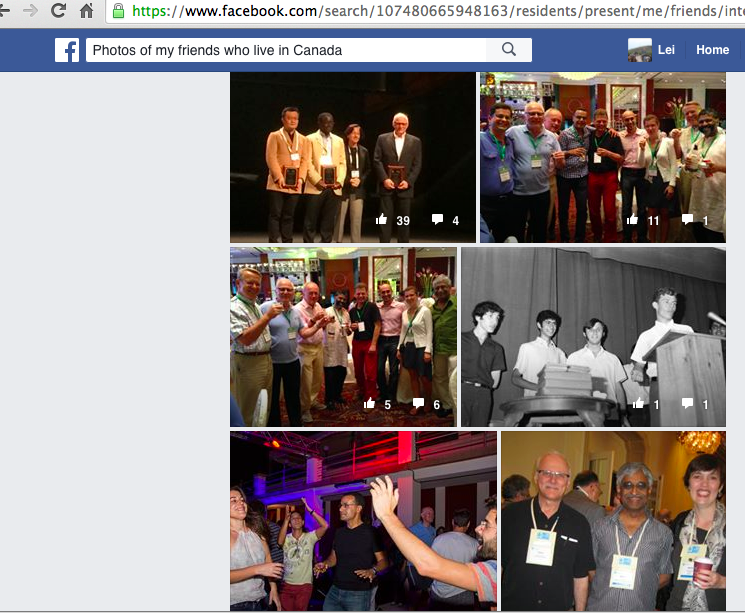 https://www.facebook.com/search/107480665948163/residents/present/me/friends/inte
f Photos of my friends who live in Canada Lei Home
39 4 11 1
5 6 1 1